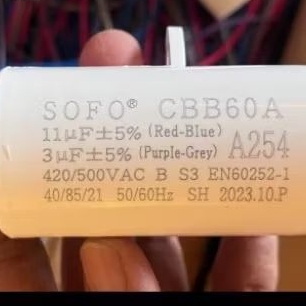 SOFO® CBB60A
11µF±5% (Red-Blue)
3µF±5% (Purple-Grey) A254
420/500VAC B S3 EN60252-1
40/85/21 50/60Hz SH 2023.10.P